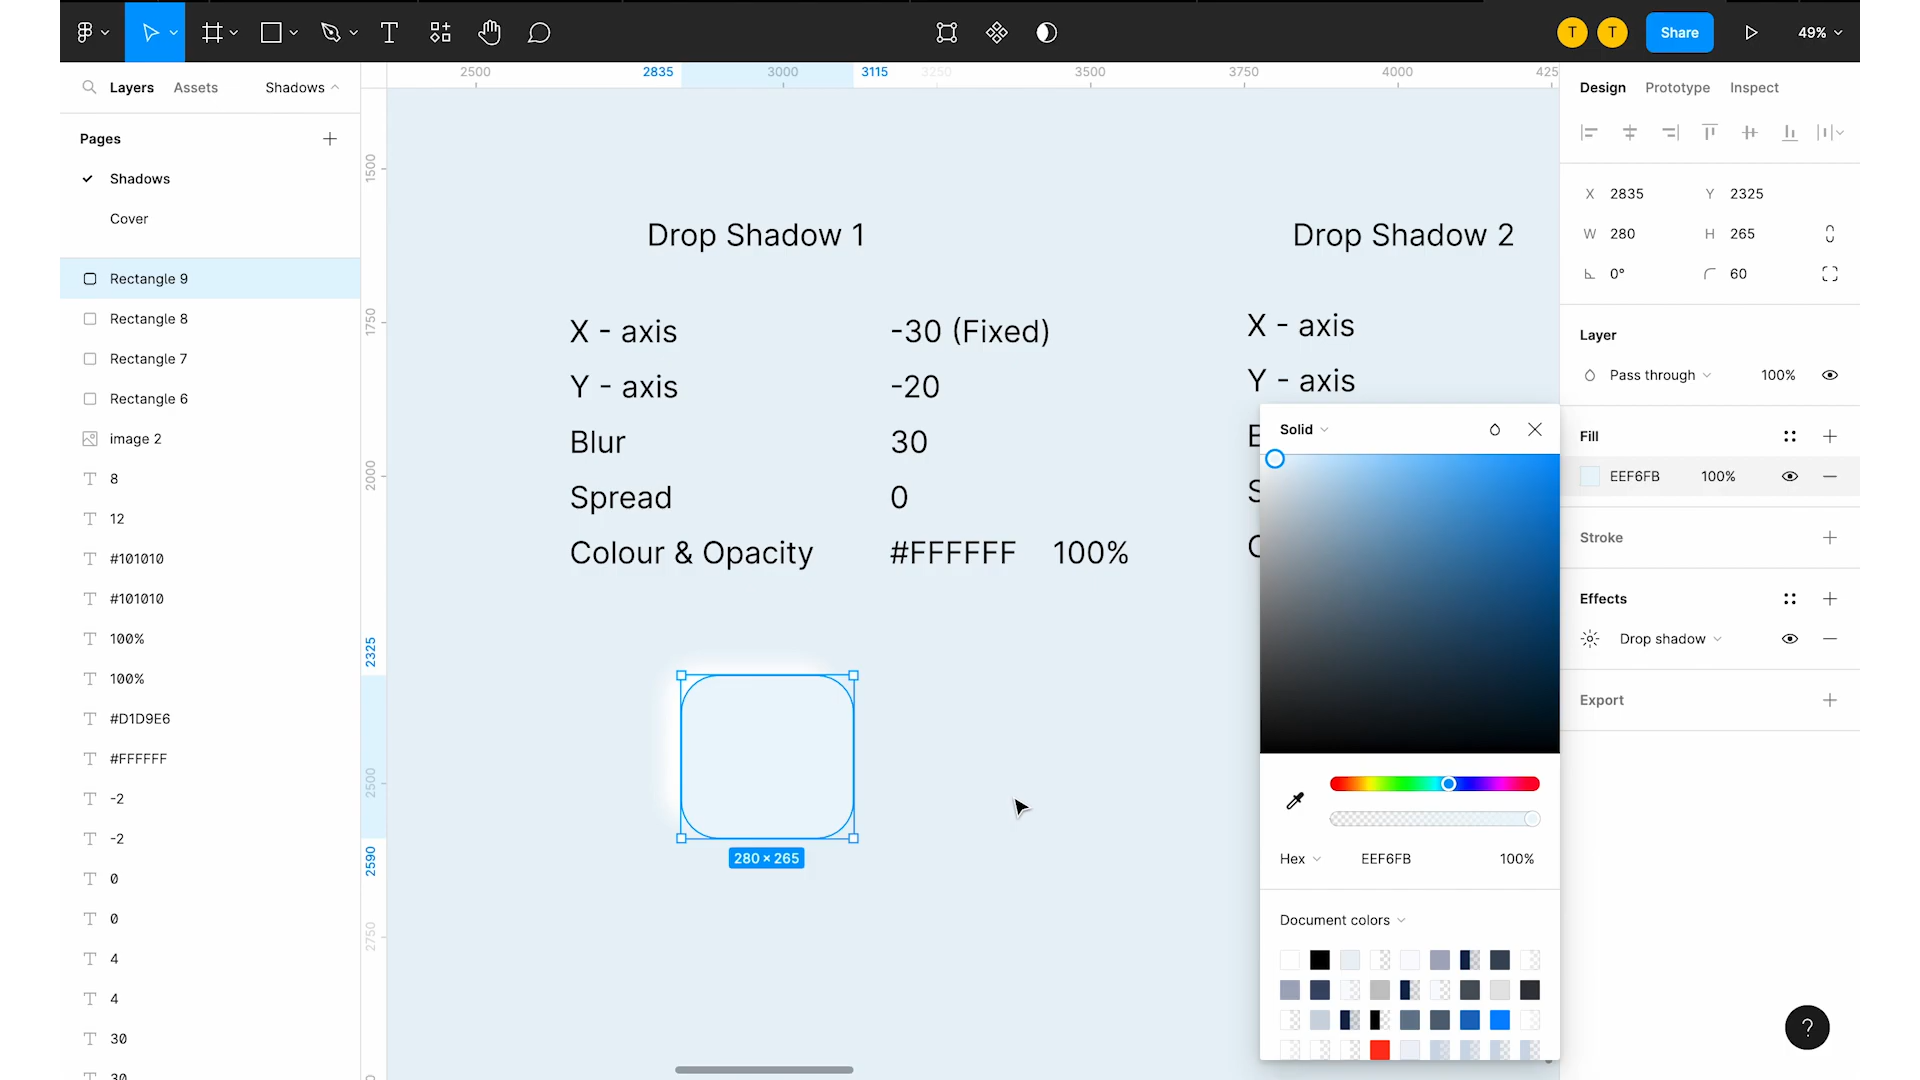 T
T
Share
49%
Layers
Assets
Shadows
2500
2835
3000
3115
3250
3500
3750
4000
425
Design
Prototype
Inspect
Pages
Shadows
Cover
Rectangle 9
Rectangle 8
Rectangle 7
Rectangle 6
image 2
8
12
#101010
#101010
100%
100%
#D1D9E6
#FFFFFF
-2
-2
0
0
4
4
30
30
1500
1750
2000
2325
2500
2590
2750
Drop Shadow 1
X - axis -30 (Fixed)
Y - axis -20
Blur 30
Spread 0
Colour & Opacity #FFFFFF 100%
280 × 265
Drop Shadow 2
X - axis
Y - axis
Solid
Hex EEF6FB 100%
Document colors
X 2835 Y 2325
W 280 H 265
0° 60
Layer
Pass through 100%
Fill
EEF6FB 100%
Stroke
Effects
Drop shadow
Export
?